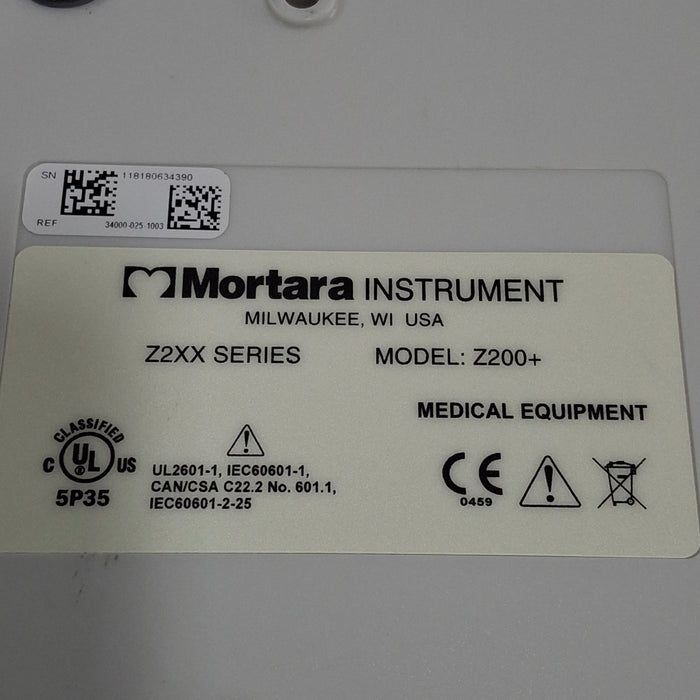 SN 118180634390
REF 34000-025-1003
Mortara INSTRUMENT
MILWAUKEE, WI USA
Z2XX SERIES MODEL: Z200+
MEDICAL EQUIPMENT
CLASSIFIED
C UL US
®
5P35
UL2601-1, IEC60601-1,
CAN/CSA C22.2 No. 601.1,
IEC60601-2-25
CE
0459